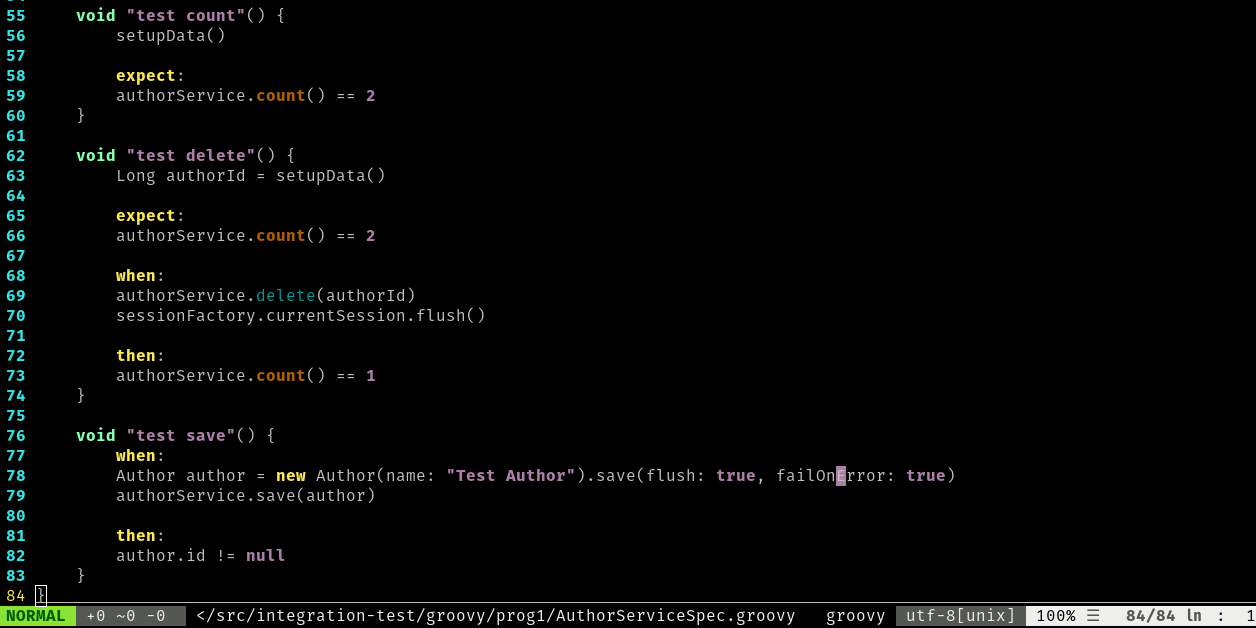 55     void "test count"() {
56         setupData()
57
58         expect:
59         authorService.count() == 2
60     }
61
62     void "test delete"() {
63         Long authorId = setupData()
64
65         expect:
66         authorService.count() == 2
67
68         when:
69         authorService.delete(authorId)
70         sessionFactory.currentSession.flush()
71
72         then:
73         authorService.count() == 1
74     }
75
76     void "test save"() {
77         when:
78         Author author = new Author(name: "Test Author").save(flush: true, failOnError: true)
79         authorService.save(author)
80
81         then:
82         author.id != null
83     }
84 }
NORMAL  +0 ~0 -0  </src/integration-test/groovy/prog1/AuthorServiceSpec.groovy   groovy  utf-8[unix]  100% ☰  84/84 ln : 1